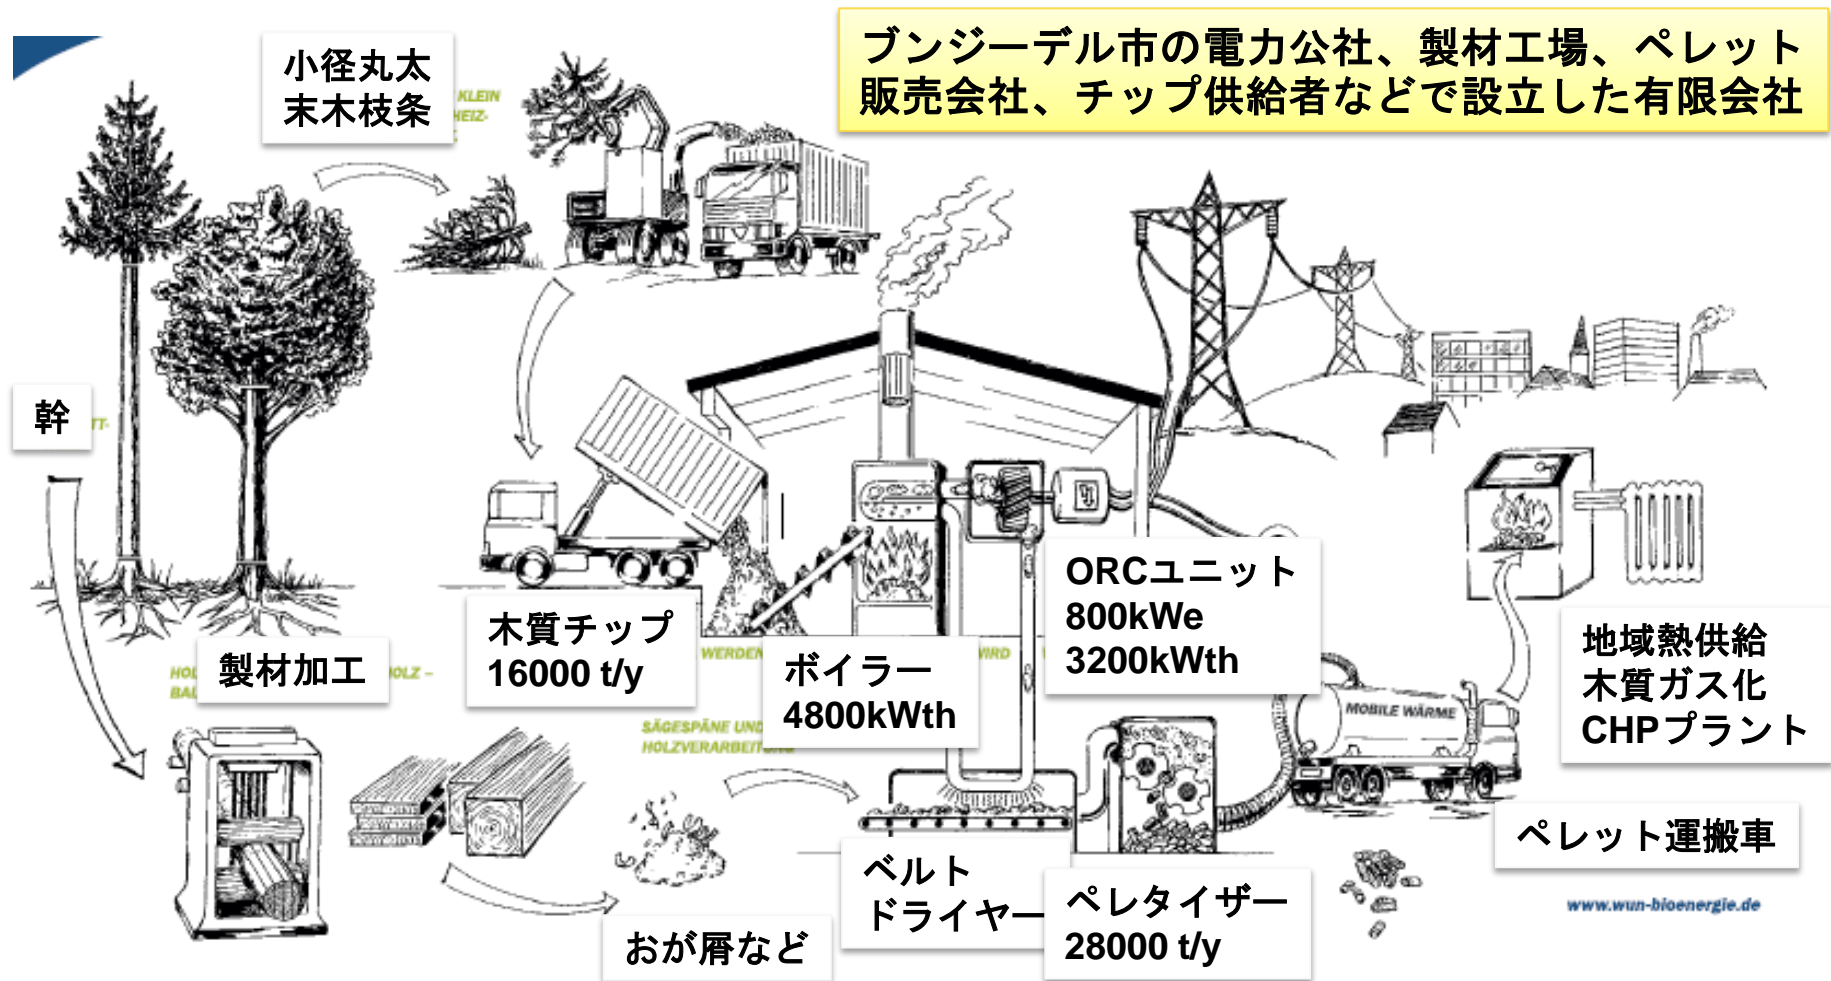 ブンジーデル市の電力公社、製材工場、ペレット
販売会社、チップ供給者などで設立した有限会社
小径丸太
末木枝条
KLEIN
幹
製材加工
木質チップ
16000 t/y
WERDEN
ボイラー
4800kWth
ORCユニット
800kWe
3200kWth
地域熱供給
木質ガス化
CHPプラント
SÄGESPÄNE UND
HOLZVERARBEITUNG
MOBILE WÄRME
ペレット運搬車
ベルト
ドライヤー
ペレタイザー
28000 t/y
おが屑など
www.wun-bioenergie.de